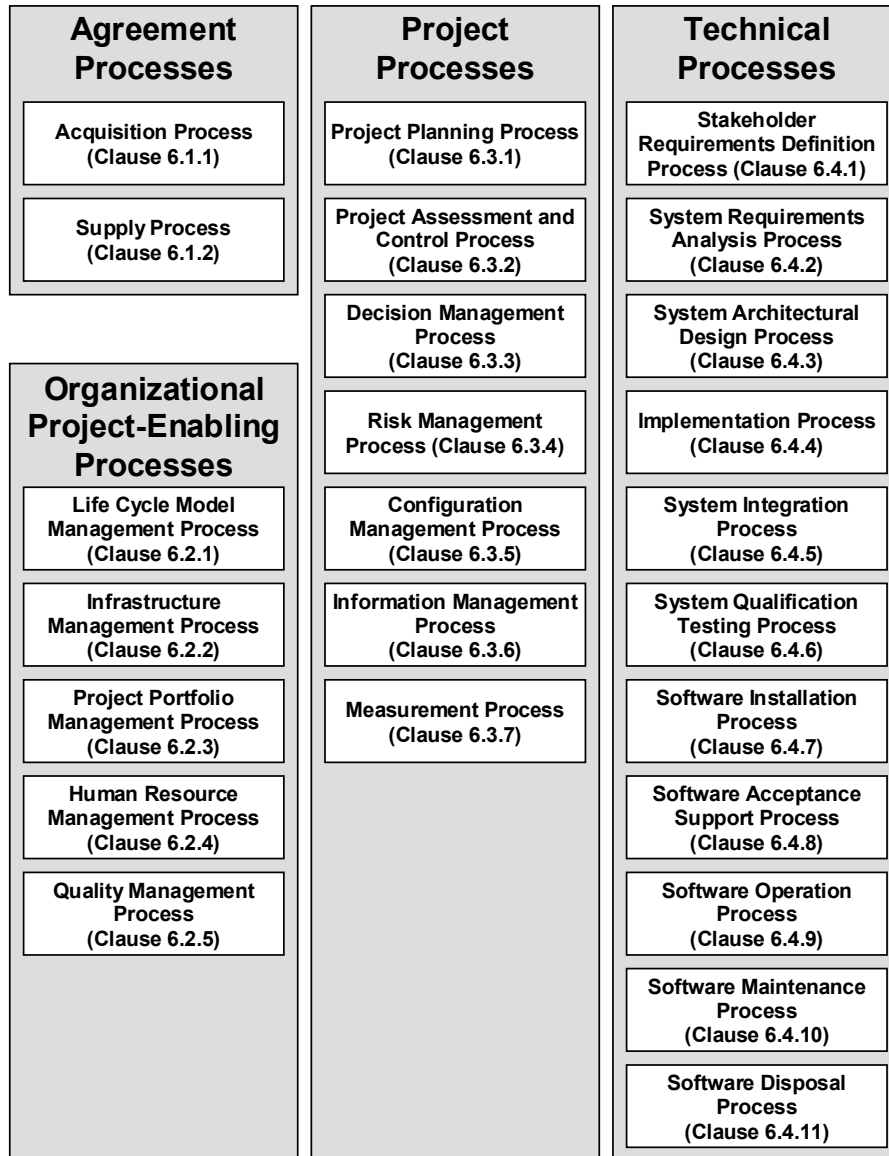 Agreement
Processes
Acquisition Process
(Clause 6.1.1)
Supply Process
(Clause 6.1.2)
Organizational
Project-Enabling
Processes
Life Cycle Model
Management Process
(Clause 6.2.1)
Infrastructure
Management Process
(Clause 6.2.2)
Project Portfolio
Management Process
(Clause 6.2.3)
Human Resource
Management Process
(Clause 6.2.4)
Quality Management
Process
(Clause 6.2.5)
Project
Processes
Project Planning Process
(Clause 6.3.1)
Project Assessment and
Control Process
(Clause 6.3.2)
Decision Management
Process
(Clause 6.3.3)
Risk Management
Process (Clause 6.3.4)
Configuration
Management Process
(Clause 6.3.5)
Information Management
Process
(Clause 6.3.6)
Measurement Process
(Clause 6.3.7)
Technical
Processes
Stakeholder
Requirements Definition
Process (Clause 6.4.1)
System Requirements
Analysis Process
(Clause 6.4.2)
System Architectural
Design Process
(Clause 6.4.3)
Implementation Process
(Clause 6.4.4)
System Integration
Process
(Clause 6.4.5)
System Qualification
Testing Process
(Clause 6.4.6)
Software Installation
Process
(Clause 6.4.7)
Software Acceptance
Support Process
(Clause 6.4.8)
Software Operation
Process
(Clause 6.4.9)
Software Maintenance
Process
(Clause 6.4.10)
Software Disposal
Process
(Clause 6.4.11)